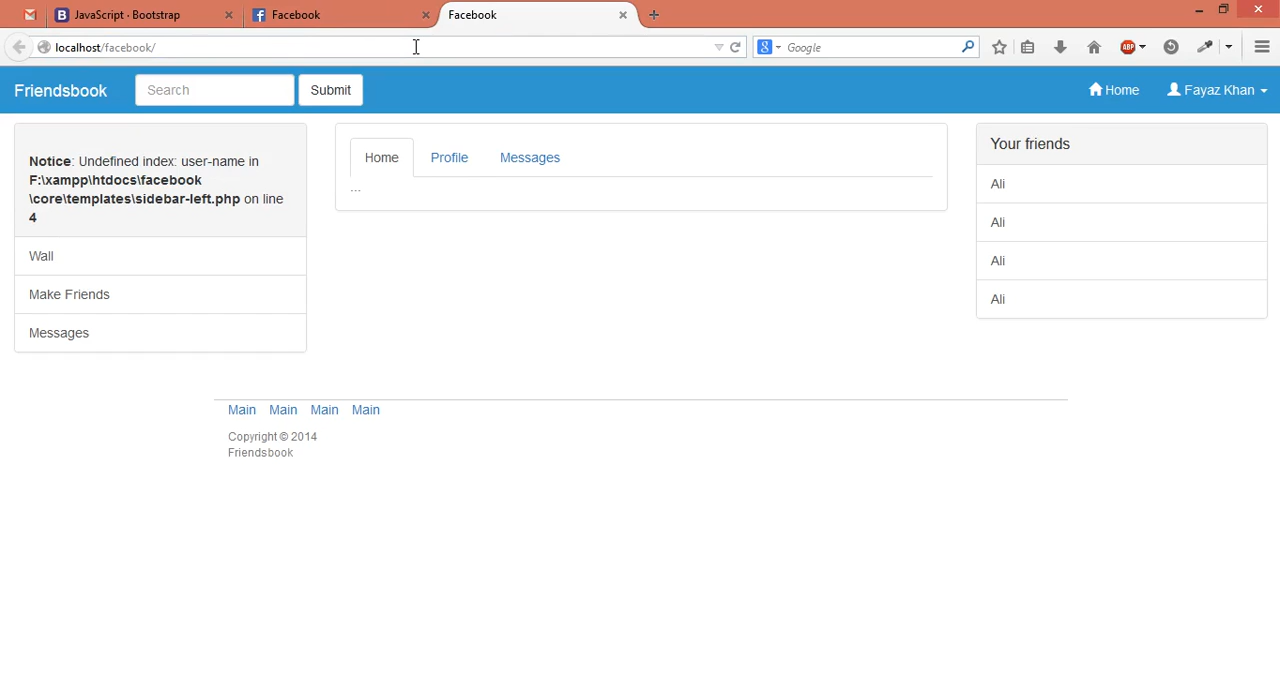 JavaScript · Bootstrap
Facebook
Facebook
localhost/facebook/
Google
Friendsbook
Search
Submit
Home
Fayaz Khan
Notice: Undefined index: user-name in
F:\xampp\htdocs\facebook
\core\templates\sidebar-left.php on line
4
Wall
Make Friends
Messages
Home
Profile
Messages
...
Your friends
Ali
Ali
Ali
Ali
Main Main Main Main
Copyright © 2014
Friendsbook